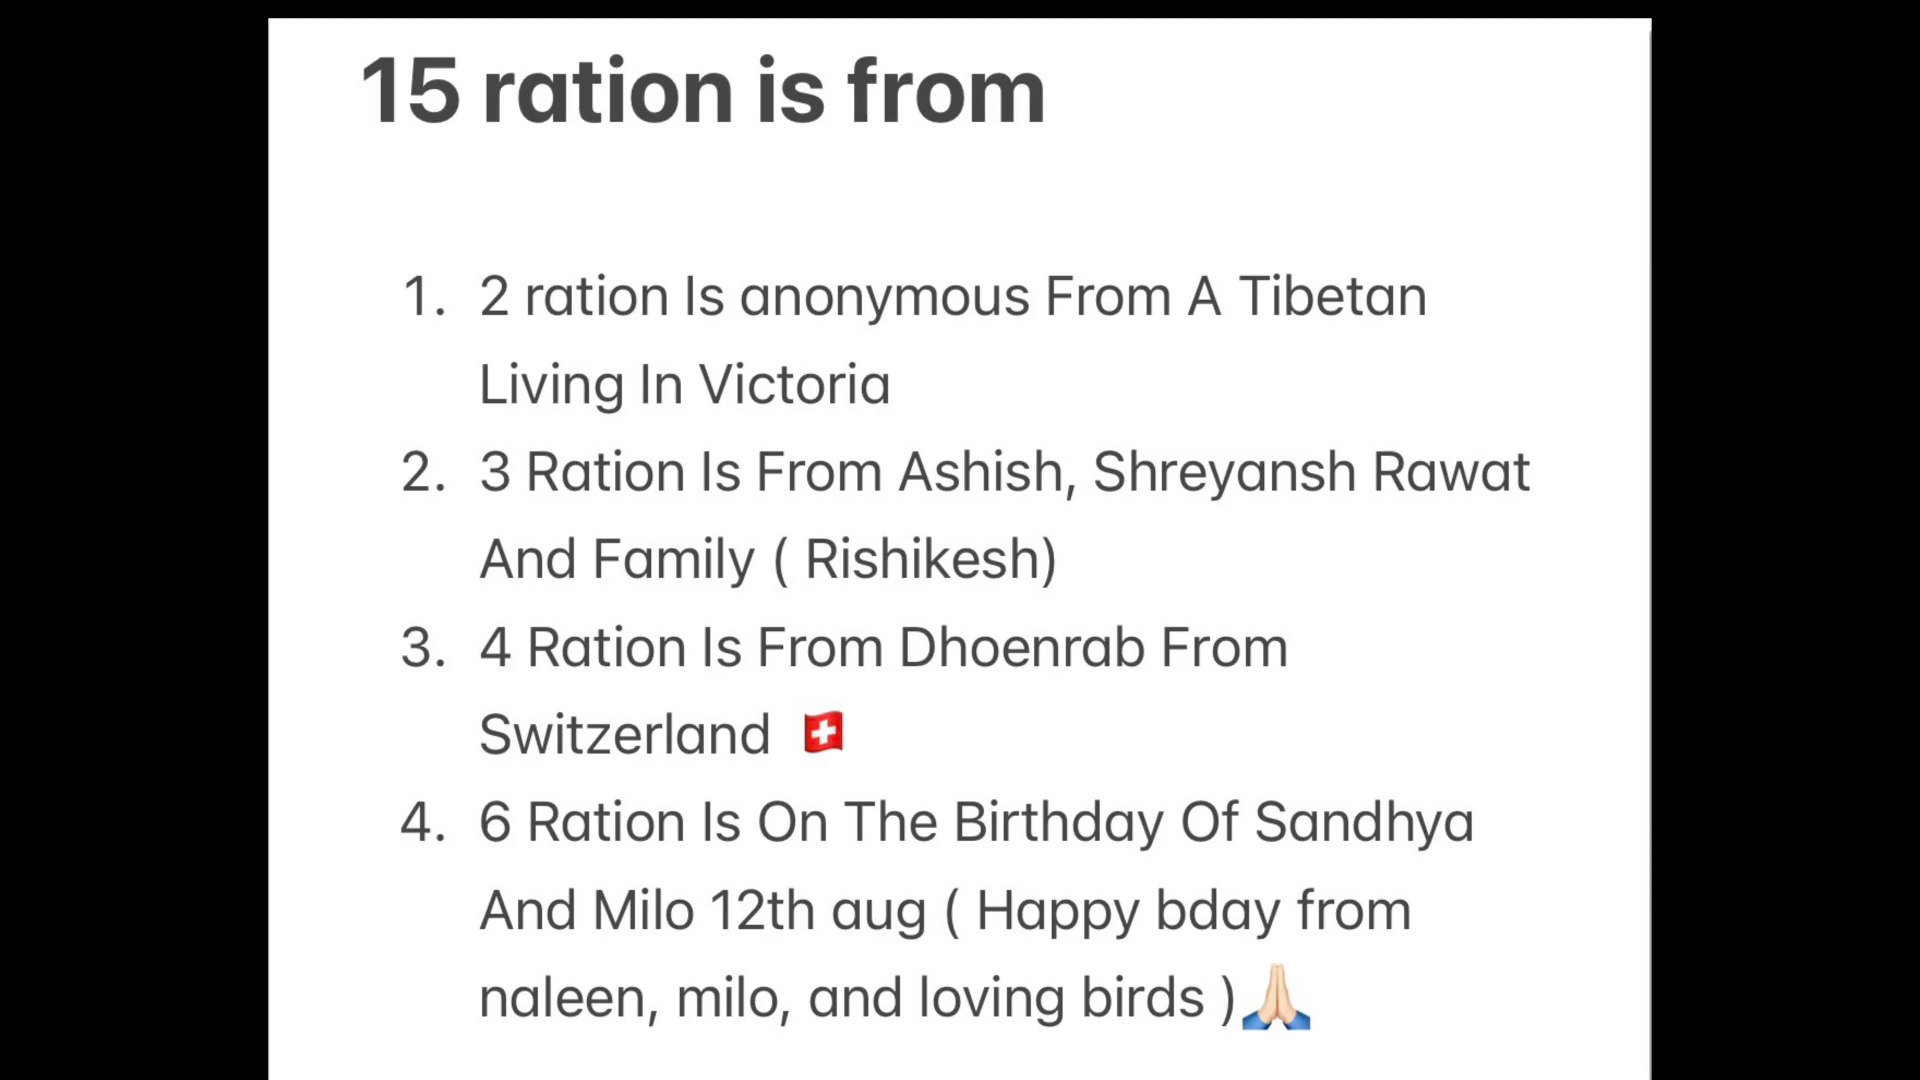 15 ration is from
1. 2 ration Is anonymous From A Tibetan
Living In Victoria
2. 3 Ration Is From Ashish, Shreyansh Rawat
And Family ( Rishikesh)
3. 4 Ration Is From Dhoenrab From
Switzerland 🇨🇭
4. 6 Ration Is On The Birthday Of Sandhya
And Milo 12th aug ( Happy bday from
naleen, milo, and loving birds )🙏🏻